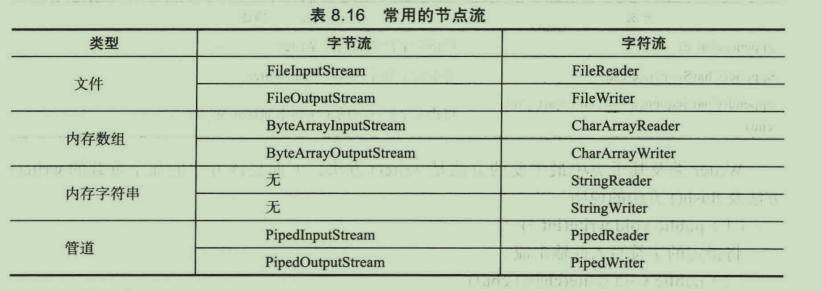 表 8.16 常用的节点流
类型 字节流 字符流
文件 FileInputStream FileReader
FileOutputStream FileWriter
内存数组 ByteArrayInputStream CharArrayReader
ByteArrayOutputStream CharArrayWriter
内存字符串 无 StringReader
无 StringWriter
管道 PipedInputStream PipedReader
PipedOutputStream PipedWriter